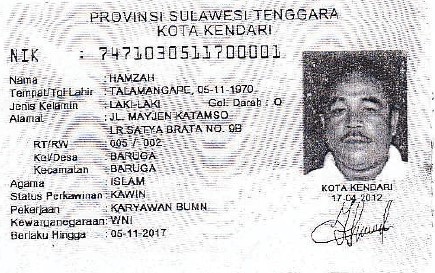 PROVINSI SULAWESI TENGGARA
KOTA KENDARI
NIK : 7471030511700001
Nama : HAMZAH
Tempat/Tgl Lahir : TALAMANGAPE, 05-11-1970
Jenis Kelamin : LAKI-LAKI Gol. Darah : O
Alamat : JL. MAYJEN KATAMSO
LR.SATYA BRATA NO. 9B
RT/RW : 005 / 002
Kel/Desa : BARUGA
Kecamatan : BARUGA
Agama : ISLAM
Status Perkawinan : KAWIN
Pekerjaan : KARYAWAN BUMN
Kewarganegaraan : WNI
Berlaku Hingga : 05-11-2017
KOTA KENDARI
17-04-2012